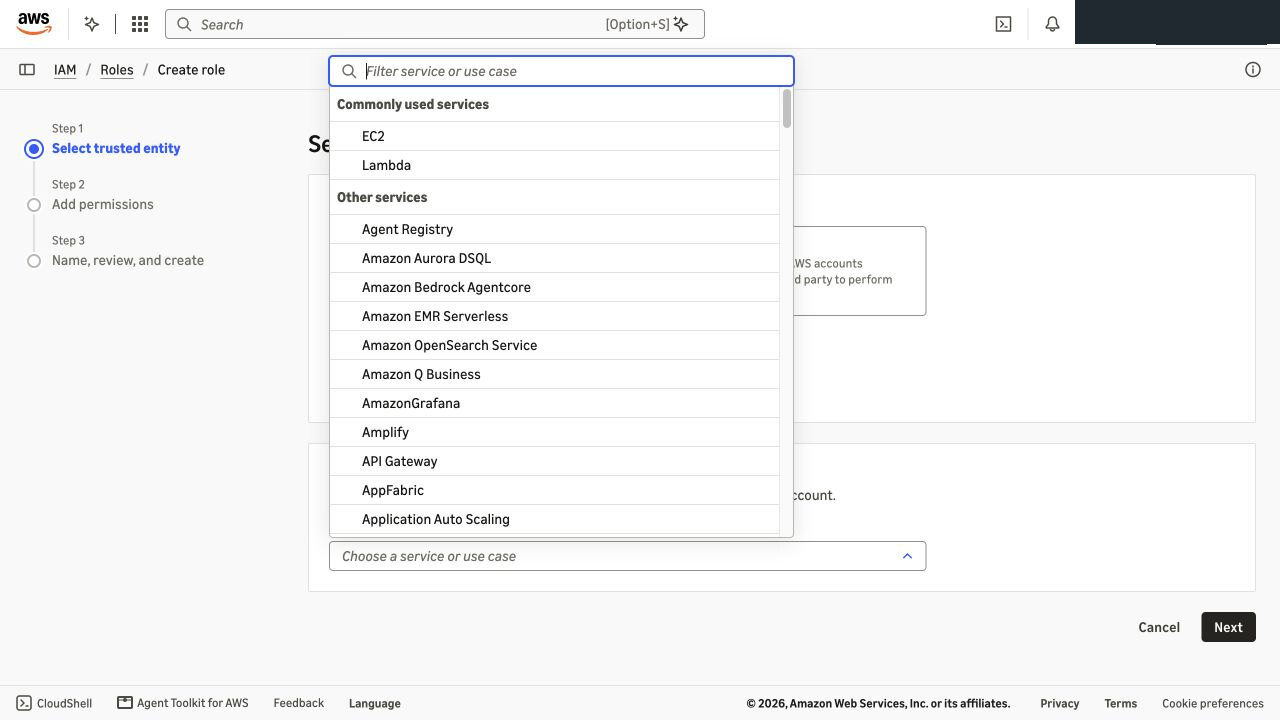 aws
Search [Option+S]
IAM / Roles / Create role
Filter service or use case
Commonly used services
EC2
Lambda
Other services
Agent Registry
Amazon Aurora DSQL
Amazon Bedrock Agentcore
Amazon EMR Serverless
Amazon OpenSearch Service
Amazon Q Business
AmazonGrafana
Amplify
API Gateway
AppFabric
Application Auto Scaling
Choose a service or use case
Step 1
Select trusted entity
Step 2
Add permissions
Step 3
Name, review, and create
Se
WS accounts
d party to perform
ccount.
Cancel Next
CloudShell Agent Toolkit for AWS Feedback Language © 2026, Amazon Web Services, Inc. or its affiliates. Privacy Terms Cookie preferences